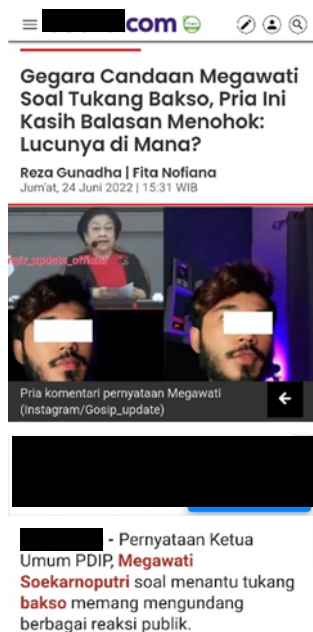 com
Gegara Candaan Megawati
Soal Tukang Bakso, Pria Ini
Kasih Balasan Menohok:
Lucunya di Mana?
Reza Gunadha | Fita Nofiana
Jum'at, 24 Juni 2022 | 15:31 WIB
Pria komentari pernyataan Megawati
(Instagram/Gosip_update)
- Pernyataan Ketua
Umum PDIP, Megawati
Soekarnoputri soal menantu tukang
bakso memang mengundang
berbagai reaksi publik.